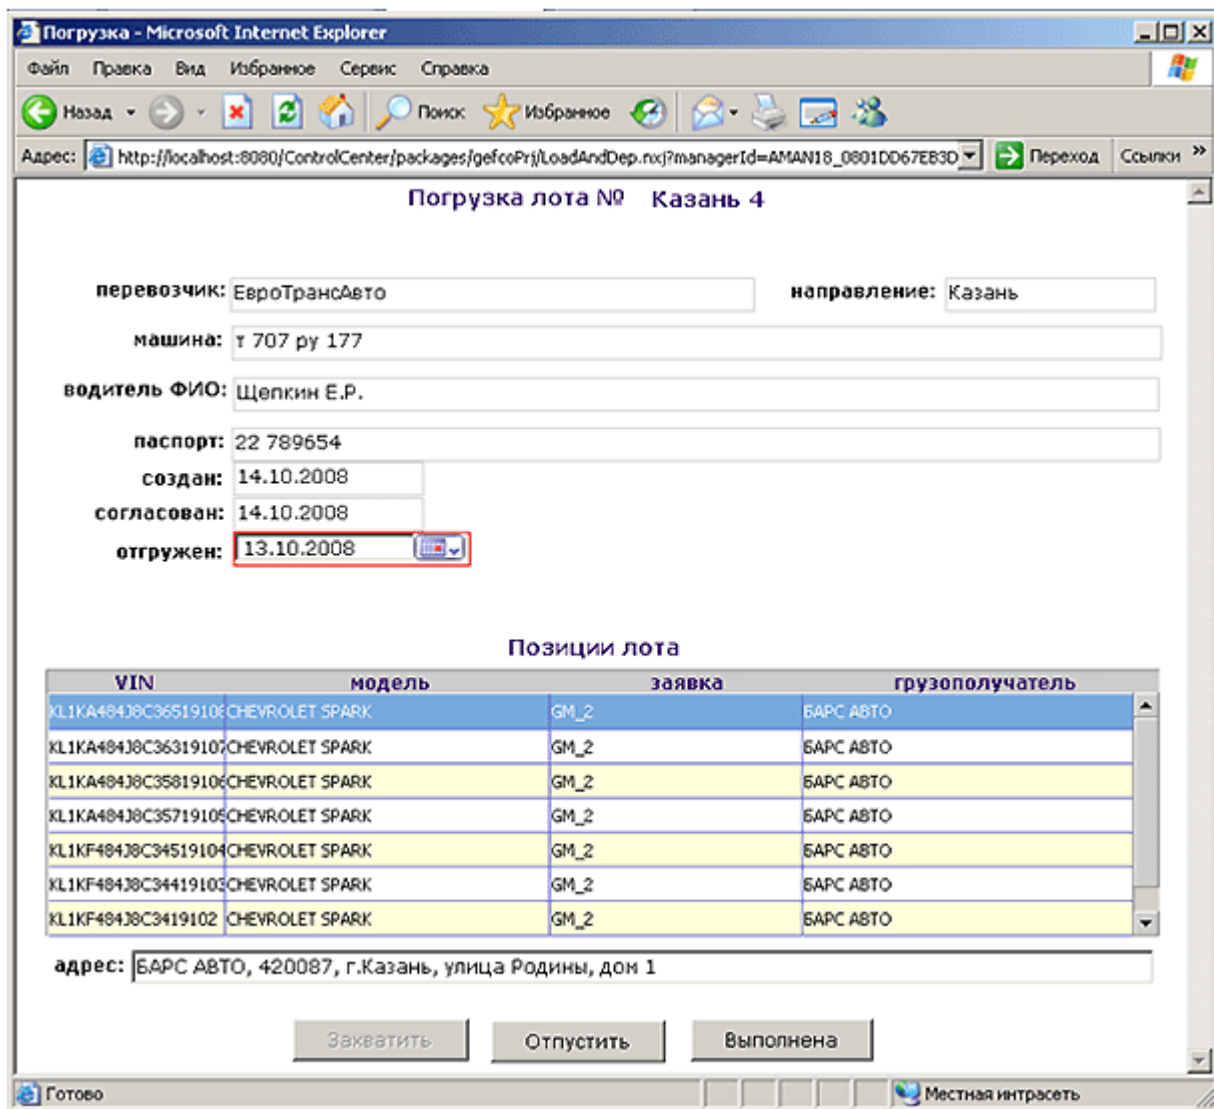 Погрузка - Microsoft Internet Explorer
Файл Правка Вид Избранное Сервис Справка
Назад Поиск Избранное
Адрес: http://localhost:8080/ControlCenter/packages/gefcoPrj/LoadAndDep.nxj?managerId=AMAN18_0801DD67EB3D Переход Ссылки »
Погрузка лота № Казань 4
перевозчик: ЕвроТрансАвто направление: Казань
машина: т 707 ру 177
водитель ФИО: Щепкин Е.Р.
паспорт: 22 789654
создан: 14.10.2008
согласован: 14.10.2008
отгружен: 13.10.2008
Позиции лота
VIN модель заявка грузополучатель
KL1KA484J8C36519108 CHEVROLET SPARK GM_2 БАРС АВТО
KL1KA484J8C36319107 CHEVROLET SPARK GM_2 БАРС АВТО
KL1KA484J8C35819106 CHEVROLET SPARK GM_2 БАРС АВТО
KL1KA484J8C35719105 CHEVROLET SPARK GM_2 БАРС АВТО
KL1KF484J8C34519104 CHEVROLET SPARK GM_2 БАРС АВТО
KL1KF484J8C34419103 CHEVROLET SPARK GM_2 БАРС АВТО
KL1KF484J8C3419102 CHEVROLET SPARK GM_2 БАРС АВТО
адрес: БАРС АВТО, 420087, г.Казань, улица Родины, дом 1
Захватить Отпустить Выполнена
Готово Местная интрасеть